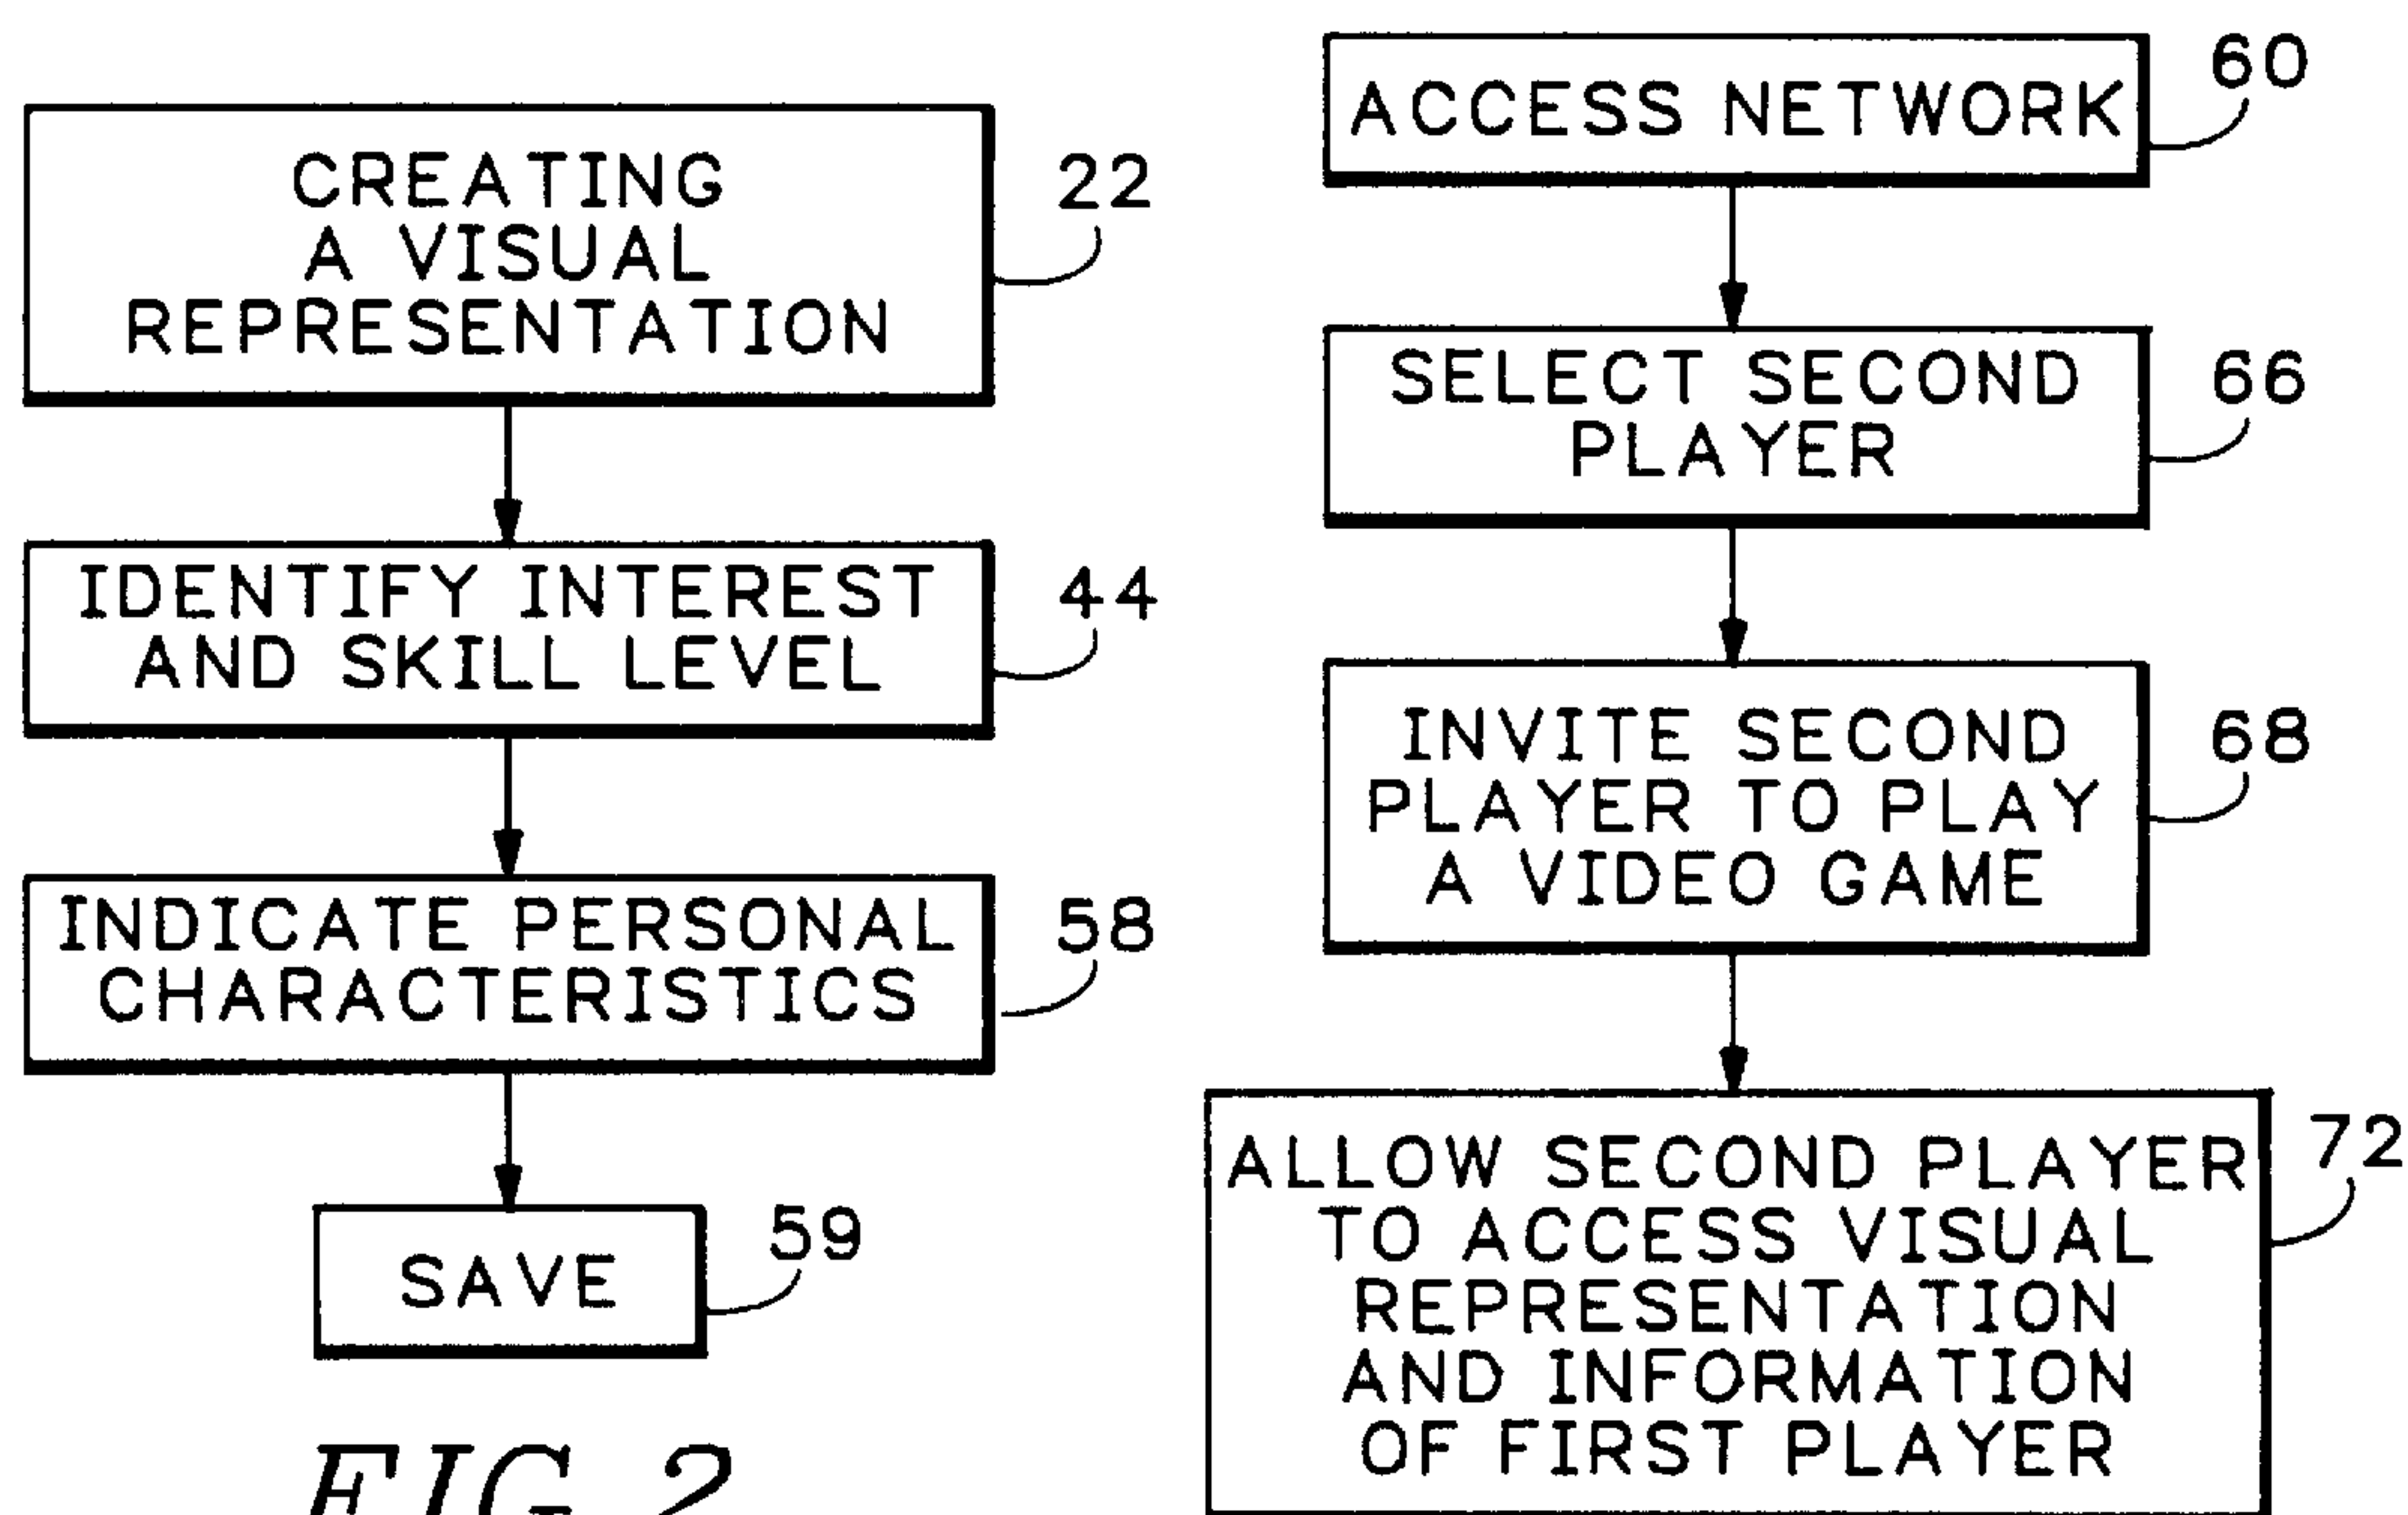 CREATING
A VISUAL
REPRESENTATION
22
IDENTIFY INTEREST
AND SKILL LEVEL
44
INDICATE PERSONAL
CHARACTERISTICS
58
SAVE
59
FIG.2
ACCESS NETWORK
60
SELECT SECOND
PLAYER
66
INVITE SECOND
PLAYER TO PLAY
A VIDEO GAME
68
ALLOW SECOND PLAYER
TO ACCESS VISUAL
REPRESENTATION
AND INFORMATION
OF FIRST PLAYER
72